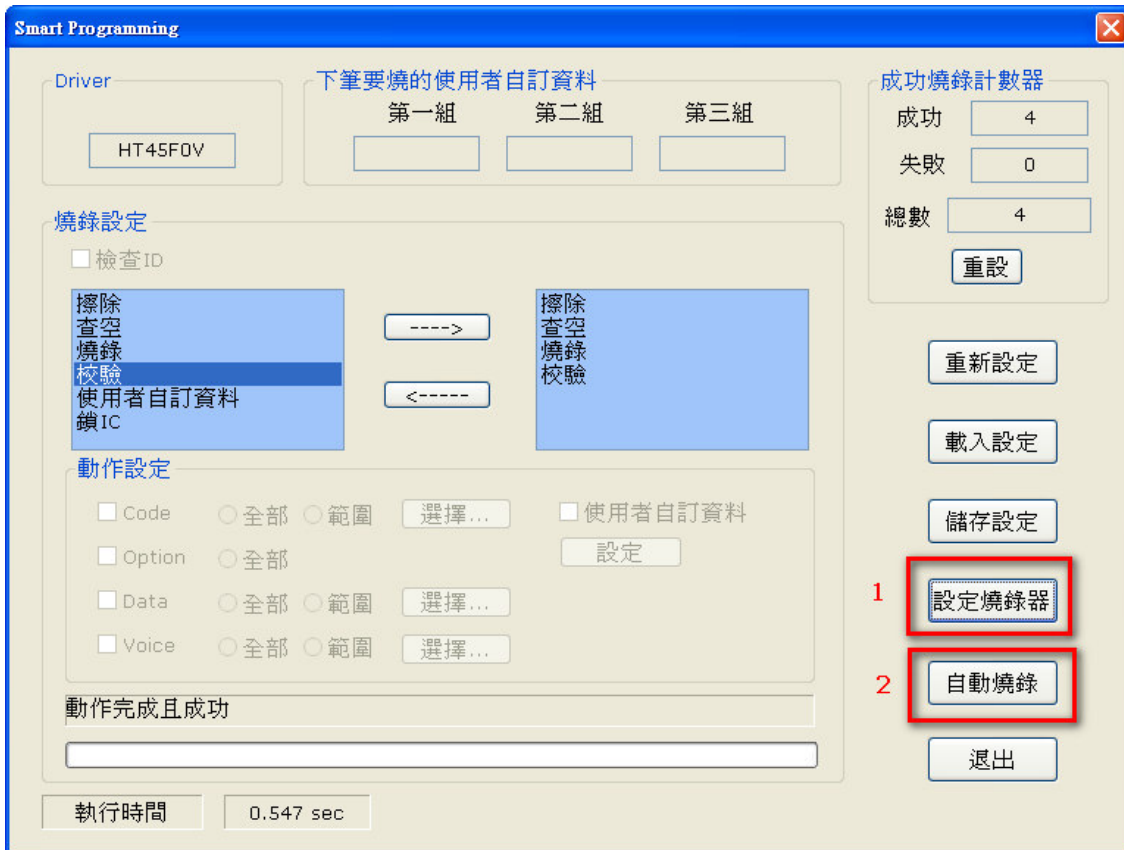 Smart Programming
Driver
HT45F0V
下筆要燒的使用者自訂資料
第一組 第二組 第三組
成功燒錄計數器
成功 4
失敗 0
總數 4
重設
燒錄設定
檢查ID
擦除
查空
燒錄
校驗
使用者自訂資料
鎖IC
---->
<-----
擦除
查空
燒錄
校驗
動作設定
Code 全部 範圍 選擇... 使用者自訂資料
Option 全部 設定
Data 全部 範圍 選擇...
Voice 全部 範圍 選擇...
動作完成且成功
執行時間 0.547 sec
重新設定
載入設定
儲存設定
1 設定燒錄器
2 自動燒錄
退出